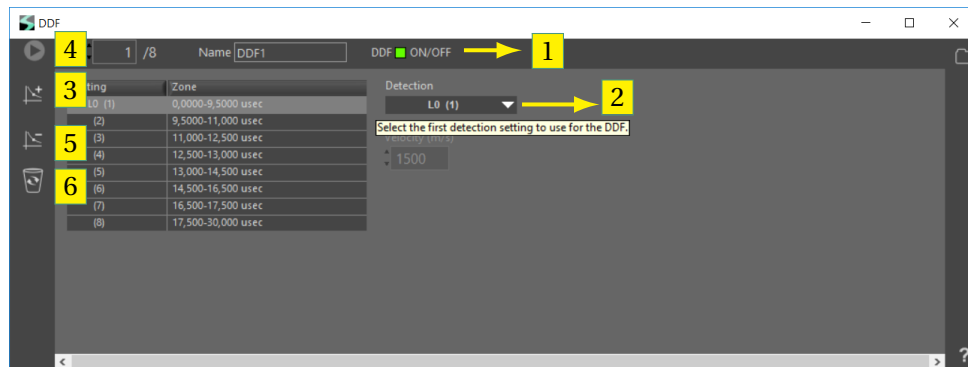 DDF
4 1 /8 Name DDF1 DDF ON/OFF 1
3 ting Zone Detection
L0 (1) 0,0000-9,5000 usec L0 (1) 2
(2) 9,5000-11,000 usec Select the first detection setting to use for the DDF.
5 (3) 11,000-12,500 usec Velocity (m/s)
(4) 12,500-13,000 usec 1500
6 (5) 13,000-14,500 usec
(6) 14,500-16,500 usec
(7) 16,500-17,500 usec
(8) 17,500-30,000 usec
?